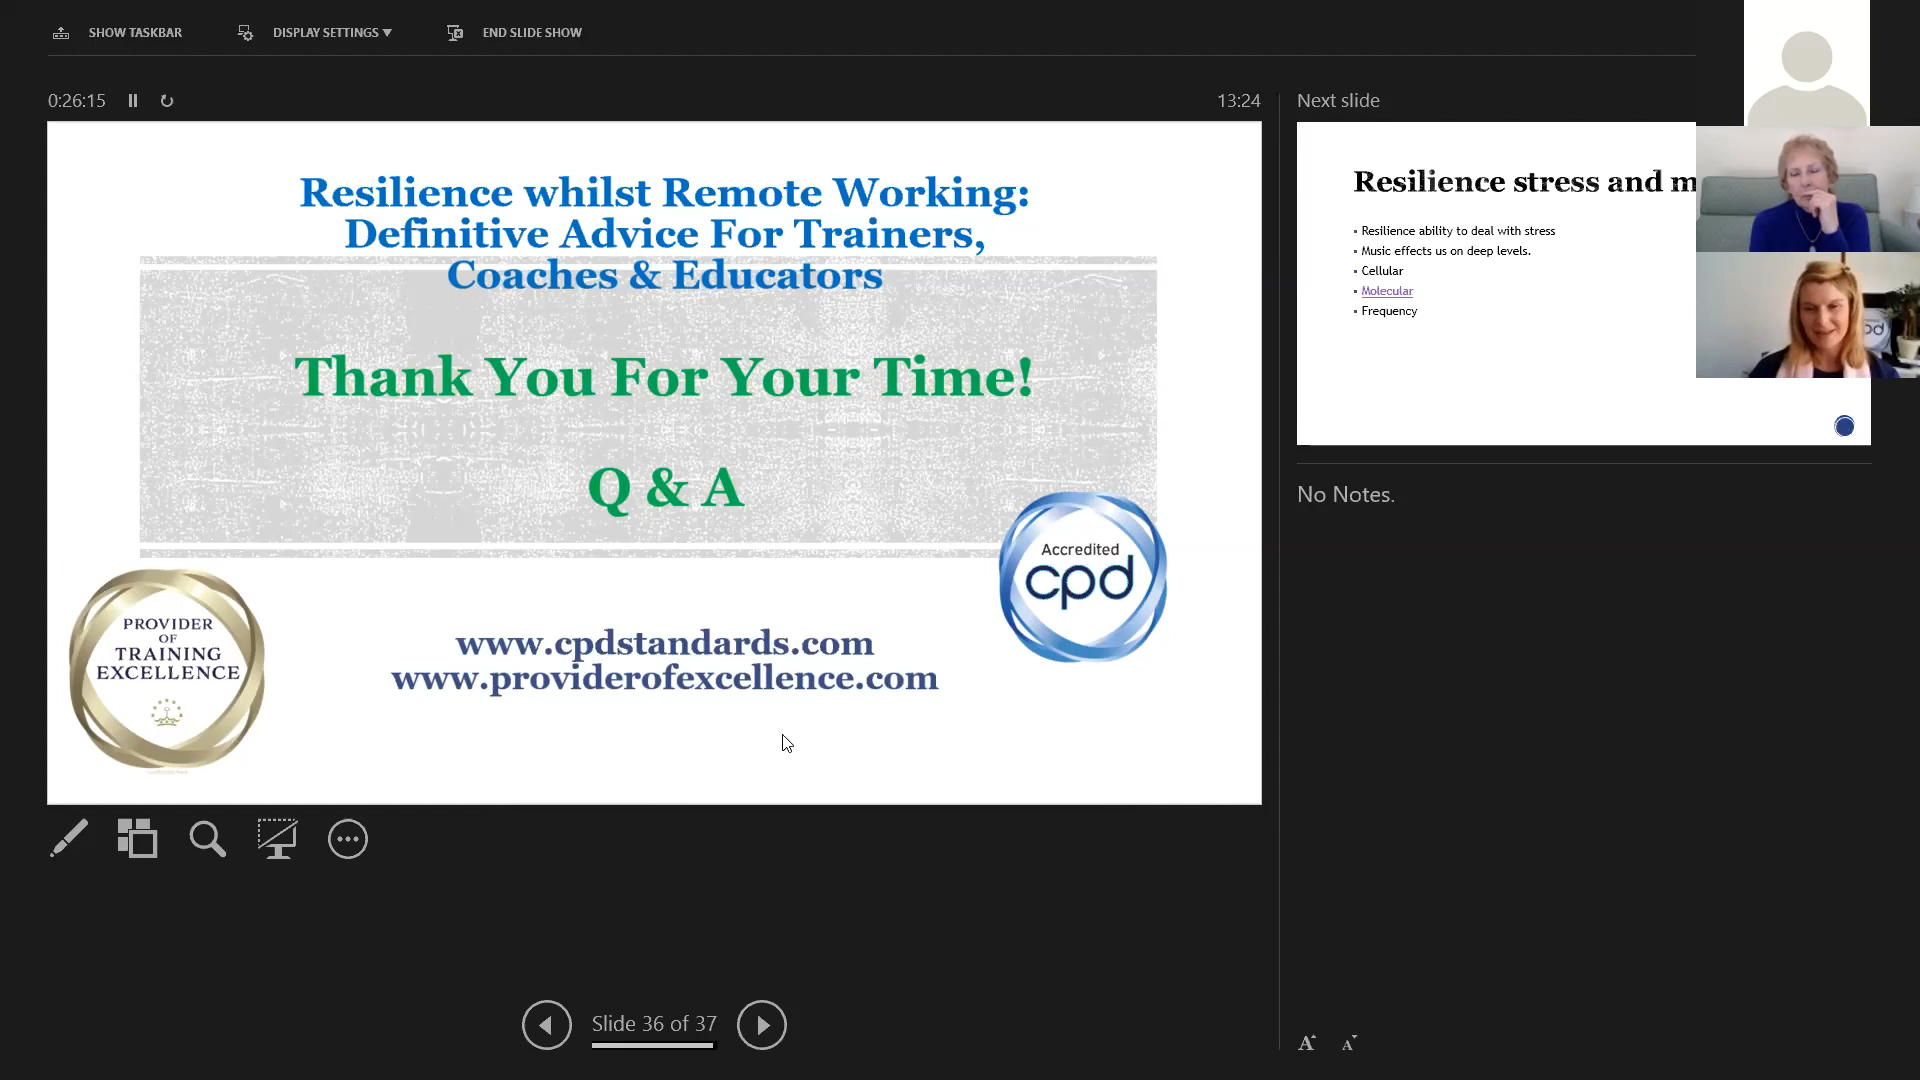 SHOW TASKBAR
DISPLAY SETTINGS ▼
END SLIDE SHOW
0:26:15
13:24
Next slide
Resilience whilst Remote Working:
Definitive Advice For Trainers,
Coaches & Educators
Thank You For Your Time!
Q & A
Accredited
cpd
PROVIDER
OF
TRAINING
EXCELLENCE
www.cpdstandards.com
www.providerofexcellence.com
Resilience stress and m
▪ Resilience ability to deal with stress
▪ Music effects us on deep levels.
▪ Cellular
▪ Molecular
▪ Frequency
pd
No Notes.
Slide 36 of 37
A A